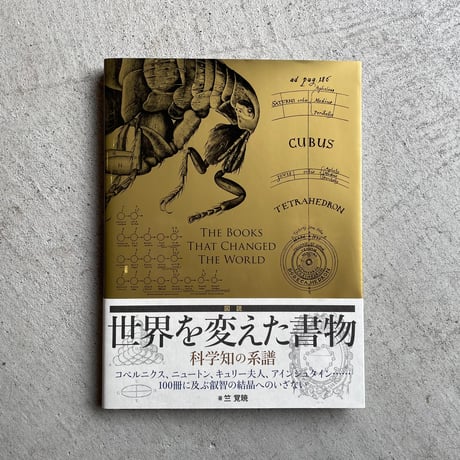 ad pag. 186
CUBUS
TETRAHEDRON
THE BOOKS
THAT CHANGED
THE WORLD
図説
世界を変えた書物
科学知の系譜
コペルニクス、ニュートン、キュリー夫人、アインシュタイン……
100冊に及ぶ叡智の結晶へのいざない
著 竺 覚暁